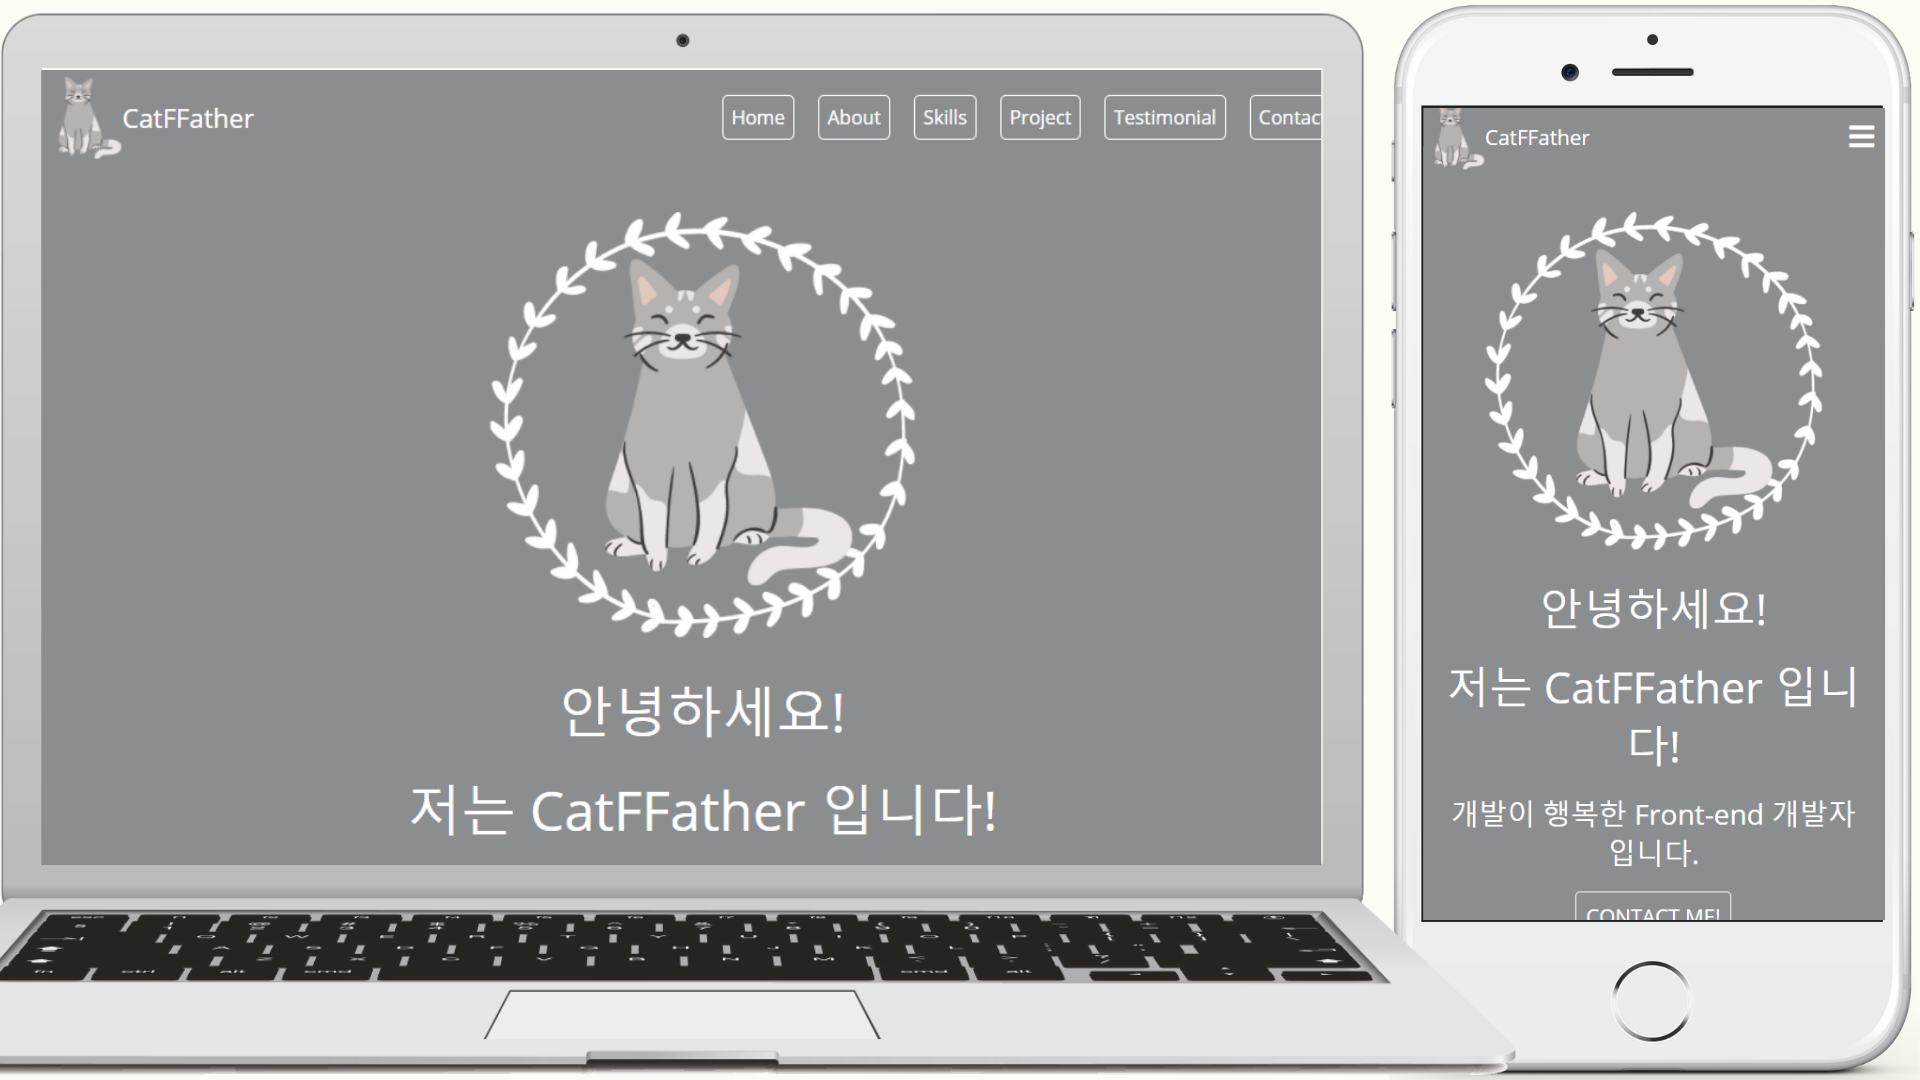 CatFFather
Home About Skills Project Testimonial Contac
안녕하세요!
저는 CatFFather 입니다!
CatFFather
안녕하세요!
저는 CatFFather 입니
다!
개발이 행복한 Front-end 개발자
입니다.
CONTACT ME!